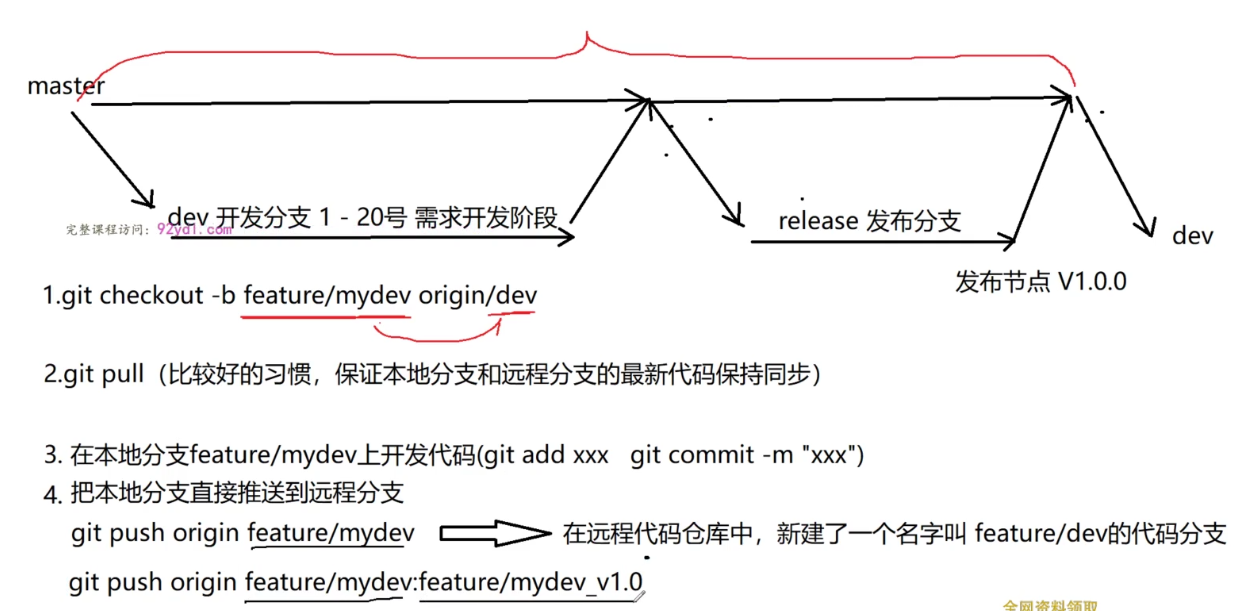 master
dev 开发分支 1 - 20号 需求开发阶段
完整课程访问：92yd1.com
release 发布分支
dev
发布节点 V1.0.0
1.git checkout -b feature/mydev origin/dev
2.git pull（比较好的习惯，保证本地分支和远程分支的最新代码保持同步）
3. 在本地分支feature/mydev上开发代码(git add xxx git commit -m "xxx")
4. 把本地分支直接推送到远程分支
git push origin feature/mydev 在远程代码仓库中，新建了一个名字叫 feature/dev的代码分支
git push origin feature/mydev:feature/mydev_v1.0
全网资料领取